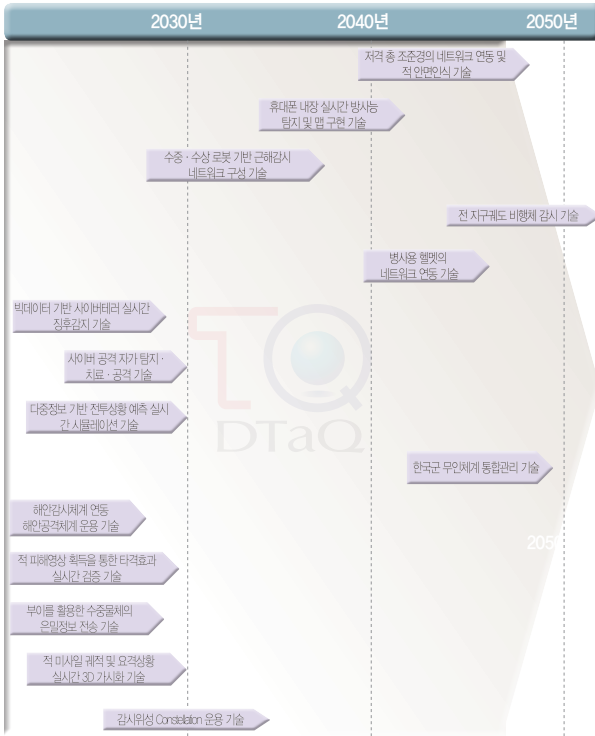 2030년 2040년 2050년
저격 총 조준경의 네트워크 연동 및
적 안면인식 기술
휴대폰 내장 실시간 방사능
탐지 및 맵 구현 기술
수중 · 수상 로봇 기반 근해감시
네트워크 구성 기술
전 지구궤도 비행체 감시 기술
병사용 헬멧의
네트워크 연동 기술
빅데이터 기반 사이버테러 실시간
징후감지 기술
사이버 공격 자가 탐지 ·
치료 · 공격 기술
다중정보 기반 전투상황 예측 실시
간 시뮬레이션 기술
DTaQ
한국군 무인체계 통합관리 기술
해안감시체계 연동
해안공격체계 운용 기술
2050
적 피해영상 획득을 통한 타격효과
실시간 검증 기술
부이를 활용한 수중물체의
은밀정보 전송 기술
적 미사일 궤적 및 요격상황
실시간 3D 가시화 기술
감시위성 Constellation 운용 기술